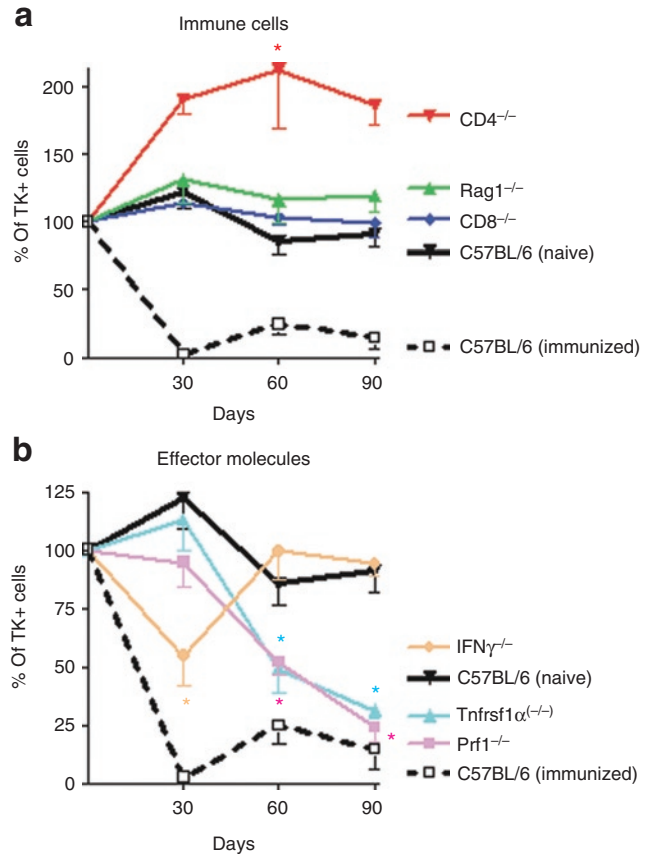 a
Immune cells
*
% Of TK+ cells
200
150
100
50
0
30 60 90
Days
CD4⁻/⁻
Rag1⁻/⁻
CD8⁻/⁻
C57BL/6 (naive)
C57BL/6 (immunized)
b
Effector molecules
% Of TK+ cells
125
100
75
50
25
0
* * * * *
30 60 90
Days
IFNγ⁻/⁻
C57BL/6 (naive)
Tnfrsf1α⁽⁻/⁻⁾
Prf1⁻/⁻
C57BL/6 (immunized)